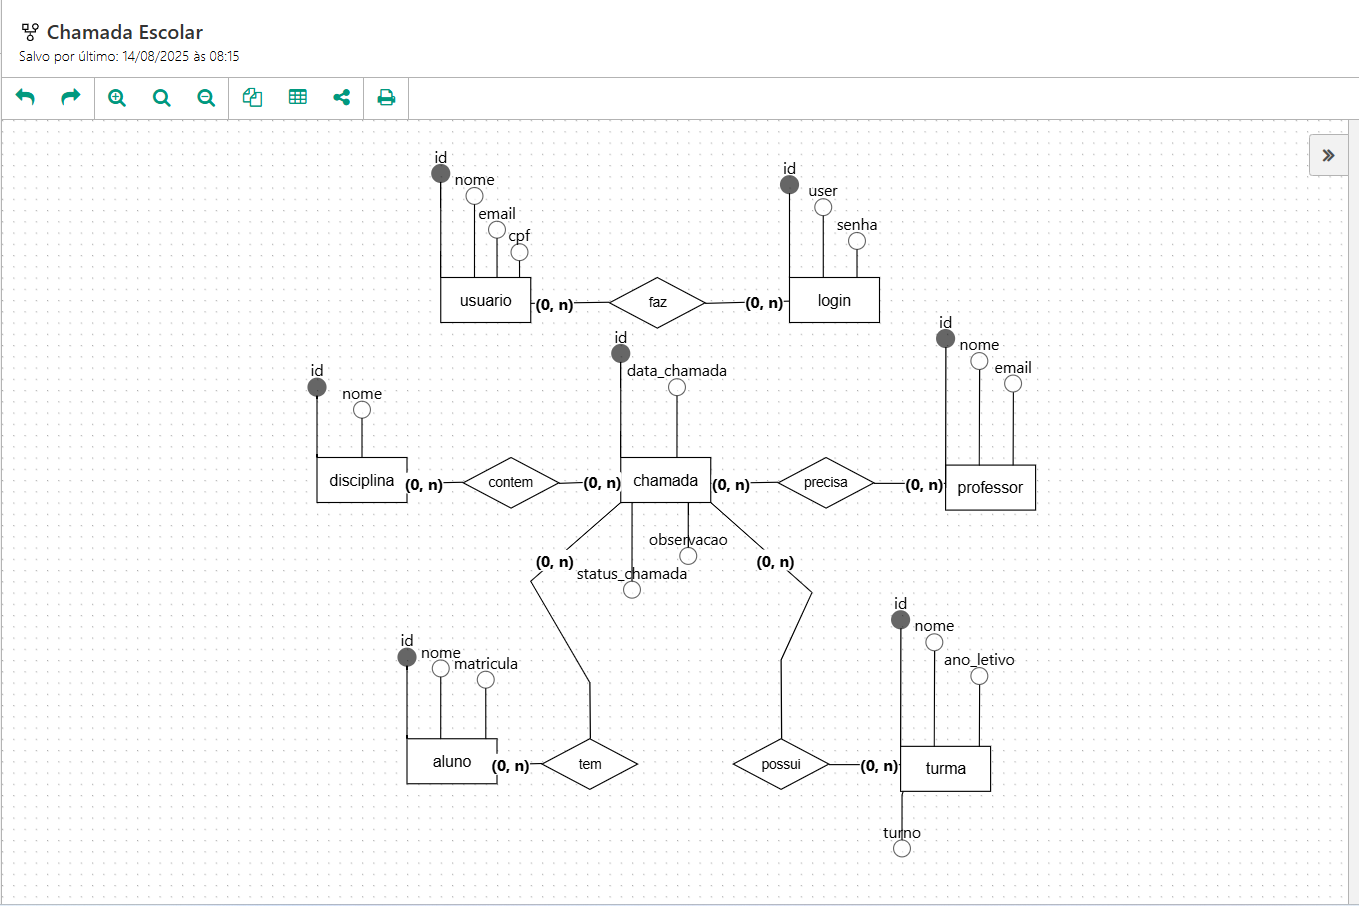 Chamada Escolar
Salvo por último: 14/08/2025 às 08:15
id
nome
email
cpf
usuario
(0, n)
faz
(0, n)
id
user
senha
login
id
nome
disciplina
(0, n)
contem
(0, n)
id
data_chamada
chamada
(0, n)
precisa
(0, n)
id
nome
email
professor
observacao
status_chamada
(0, n)
(0, n)
id
nome
matricula
aluno
(0, n)
tem
possui
(0, n)
id
nome
ano_letivo
turma
turno